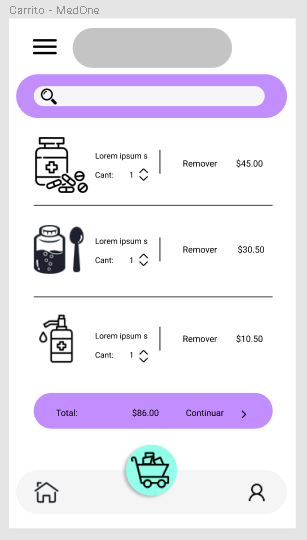 Carrito - MedOne
Lorem ipsum s
Cant: 1
Remover $45.00
Lorem ipsum s
Cant: 1
Remover $30.50
Lorem ipsum s
Cant: 1
Remover $10.50
Total: $86.00 Continuar